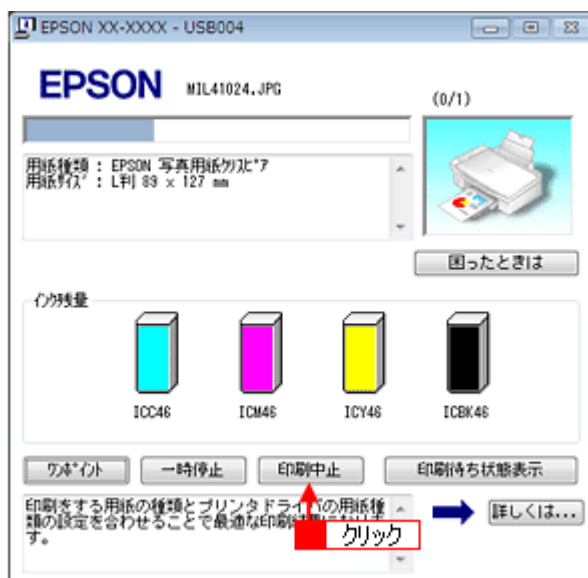 EPSON XX-XXXX - USB004
EPSON MIL41024.JPG
(0/1)
用紙種類 : EPSON 写真用紙クリスピア
用紙サイズ : L判 89 x 127 mm
困ったときは
インク残量
ICC46 ICM46 ICY46 ICBK46
ワンポイント 一時停止 印刷中止 印刷待ち状態表示
印刷をする用紙の種類とプリンタドライバの用紙種
類の設定を合わせることで最適な印刷
す。
詳しくは...
クリック